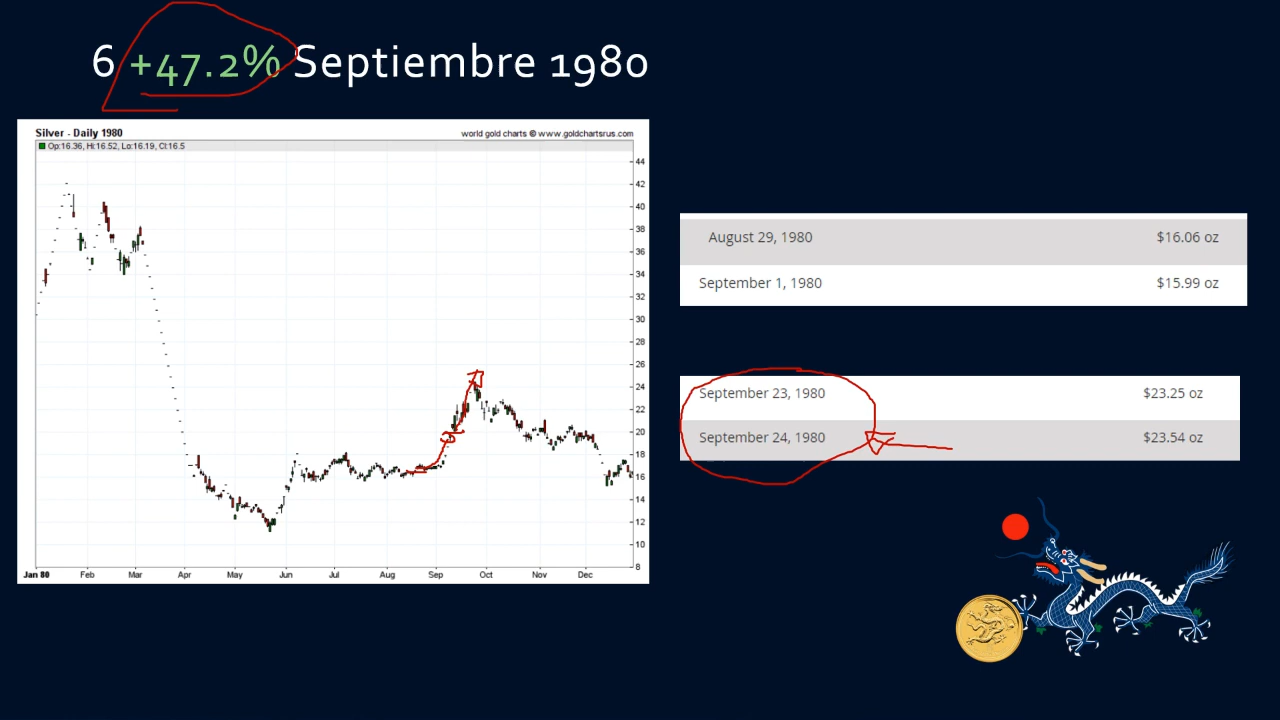 6 +47.2% Septiembre 1980
Silver - Daily 1980 world gold charts © www.goldchartsrus.com
Op:16.36, Hi:16.52, Lo:16.19, Cl:16.5
44
42
40
38
36
34
32
30
28
26
24
22
20
18
16
14
12
10
8
Jan 80 Feb Mar Apr May Jun Jul Aug Sep Oct Nov Dec
August 29, 1980 $16.06 oz
September 1, 1980 $15.99 oz
September 23, 1980 $23.25 oz
September 24, 1980 $23.54 oz